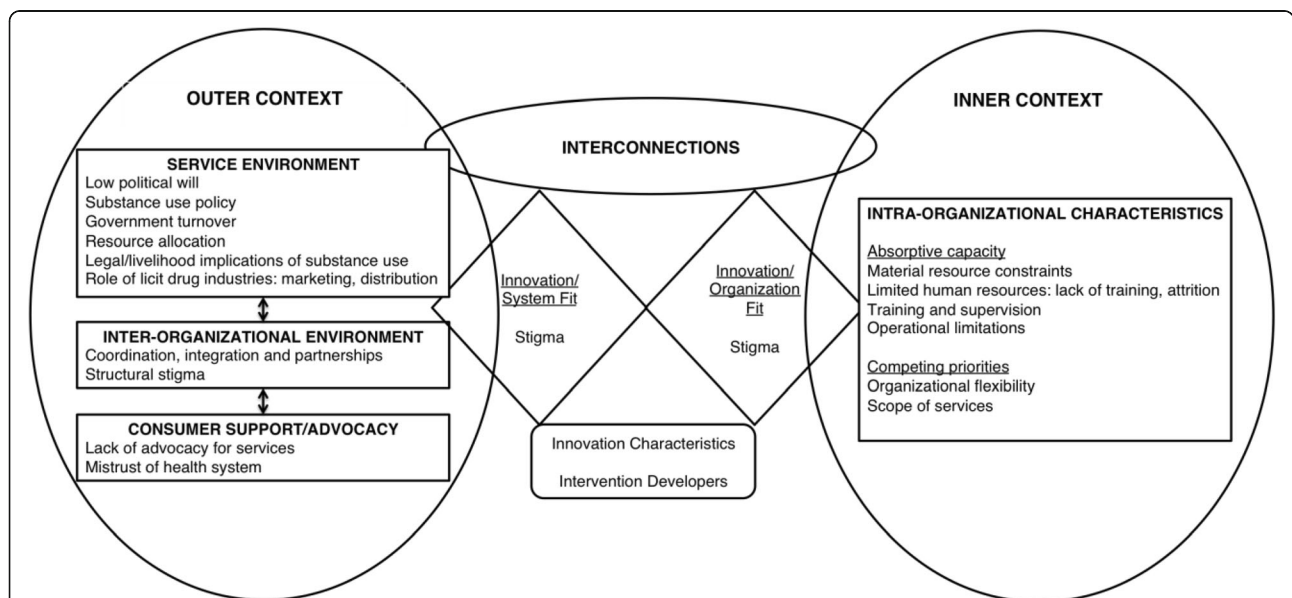 OUTER CONTEXT
SERVICE ENVIRONMENT
Low political will
Substance use policy
Government turnover
Resource allocation
Legal/livelihood implications of substance use
Role of licit drug industries: marketing, distribution
INTER-ORGANIZATIONAL ENVIRONMENT
Coordination, integration and partnerships
Structural stigma
CONSUMER SUPPORT/ADVOCACY
Lack of advocacy for services
Mistrust of health system
INTERCONNECTIONS
Innovation/
System Fit
Stigma
Innovation/
Organization
Fit
Stigma
Innovation Characteristics
Intervention Developers
INNER CONTEXT
INTRA-ORGANIZATIONAL CHARACTERISTICS
Absorptive capacity
Material resource constraints
Limited human resources: lack of training, attrition
Training and supervision
Operational limitations
Competing priorities
Organizational flexibility
Scope of services